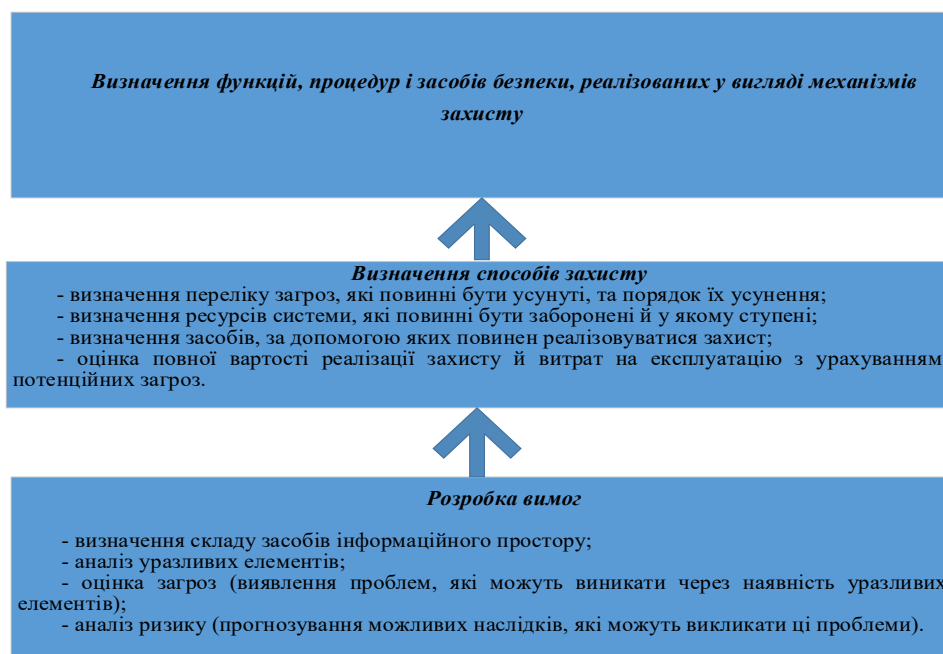 Визначення функцій, процедур і засобів безпеки, реалізованих у вигляді механізмів
захисту
Визначення способів захисту
- визначення переліку загроз, які повинні бути усунуті, та порядок їх усунення;
- визначення ресурсів системи, які повинні бути заборонені й у якому ступені;
- визначення засобів, за допомогою яких повинен реалізовуватися захист;
- оцінка повної вартості реалізації захисту й витрат на експлуатацію з урахуванням
потенційних загроз.
Розробка вимог
- визначення складу засобів інформаційного простору;
- аналіз уразливих елементів;
- оцінка загроз (виявлення проблем, які можуть виникати через наявність уразливих
елементів);
- аналіз ризику (прогнозування можливих наслідків, які можуть викликати ці проблеми).